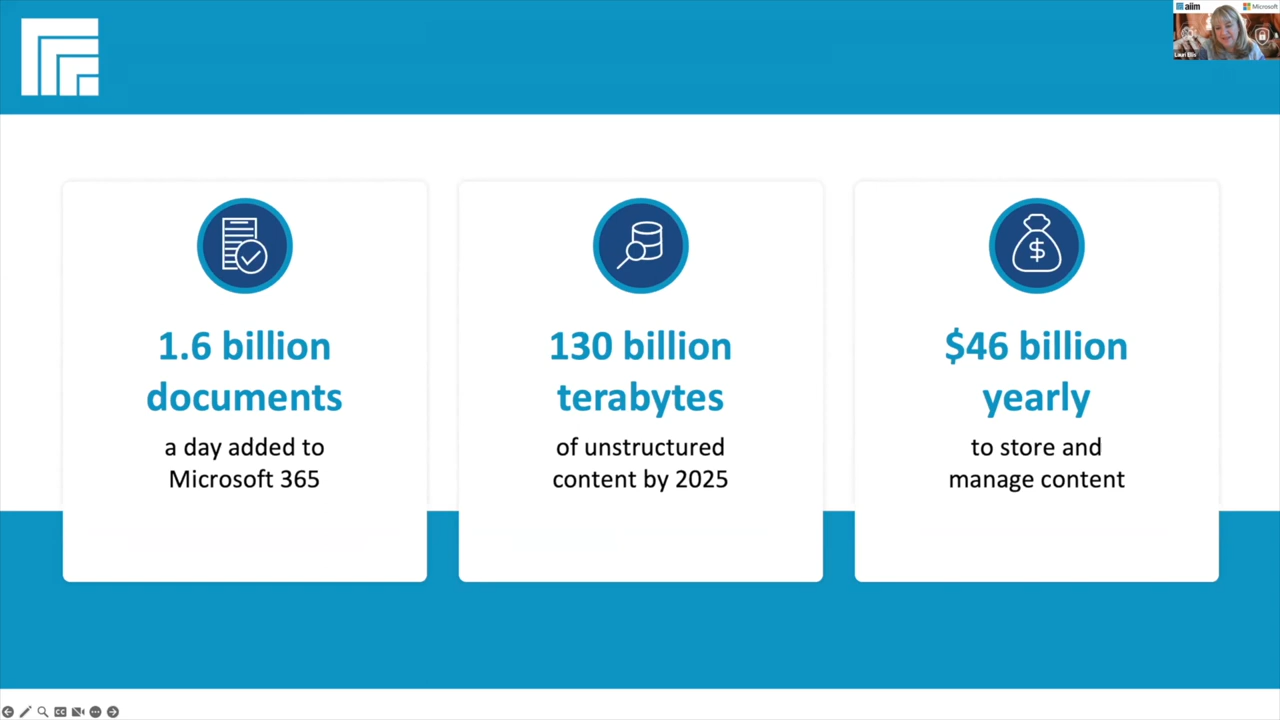 aiim
Microsoft
1.6 billion
documents
a day added to
Microsoft 365
130 billion
terabytes
of unstructured
content by 2025
$
$46 billion
yearly
to store and
manage content
CC